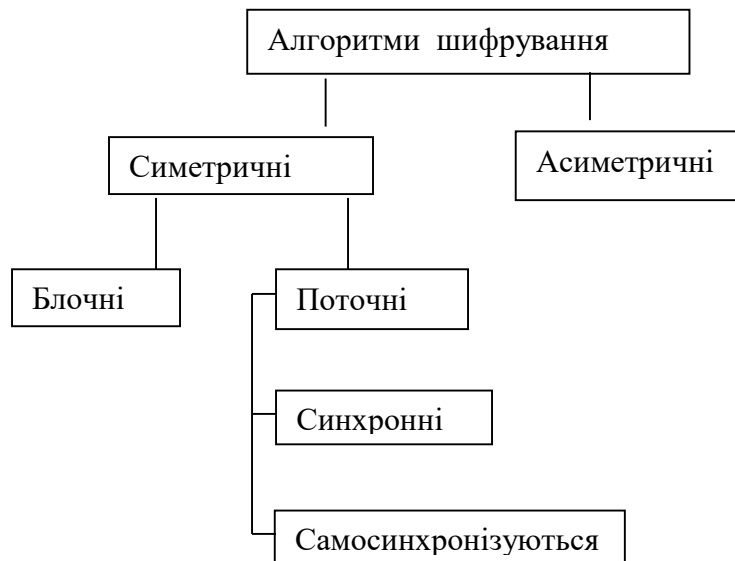 Алгоритми шифрування
Симетричні
Асиметричні
Блочні
Поточні
Синхронні
Самосинхронізуються